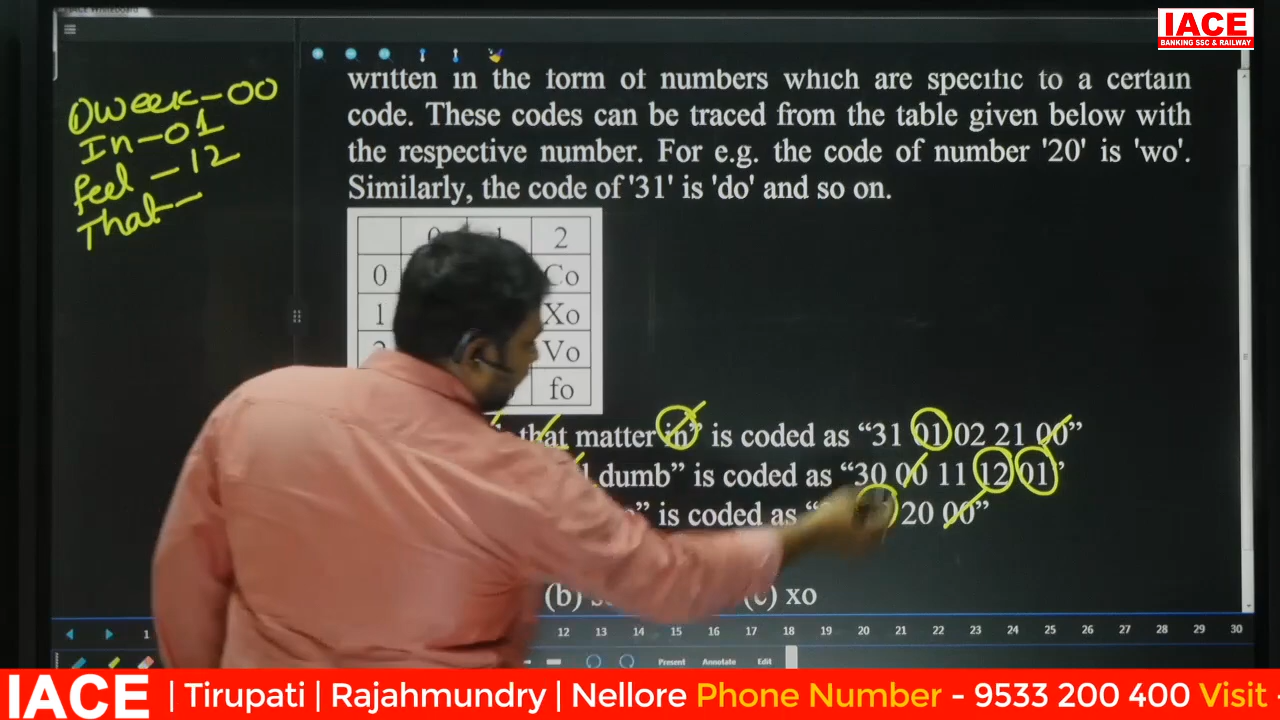 IACE
BANKING SSC & RAILWAY
① week - 00
In - 01
feel - 12
That -
written in the form of numbers which are specific to a certain
code. These codes can be traced from the table given below with
the respective number. For e.g. the code of number '20' is 'wo'.
Similarly, the code of '31' is 'do' and so on.
2
0 Co
1 Xo
Vo
fo
that matter in" is coded as "31 01 02 21 00"
dumb" is coded as "30 00 11 12 01"
is coded as " 20 00"
(b) (c) xo
1 12 13 14 15 16 17 18 19 20 21 22 23 24 25 26 27 28 29 30
Present Annotate Edit
IACE | Tirupati | Rajahmundry | Nellore Phone Number - 9533 200 400 Visit